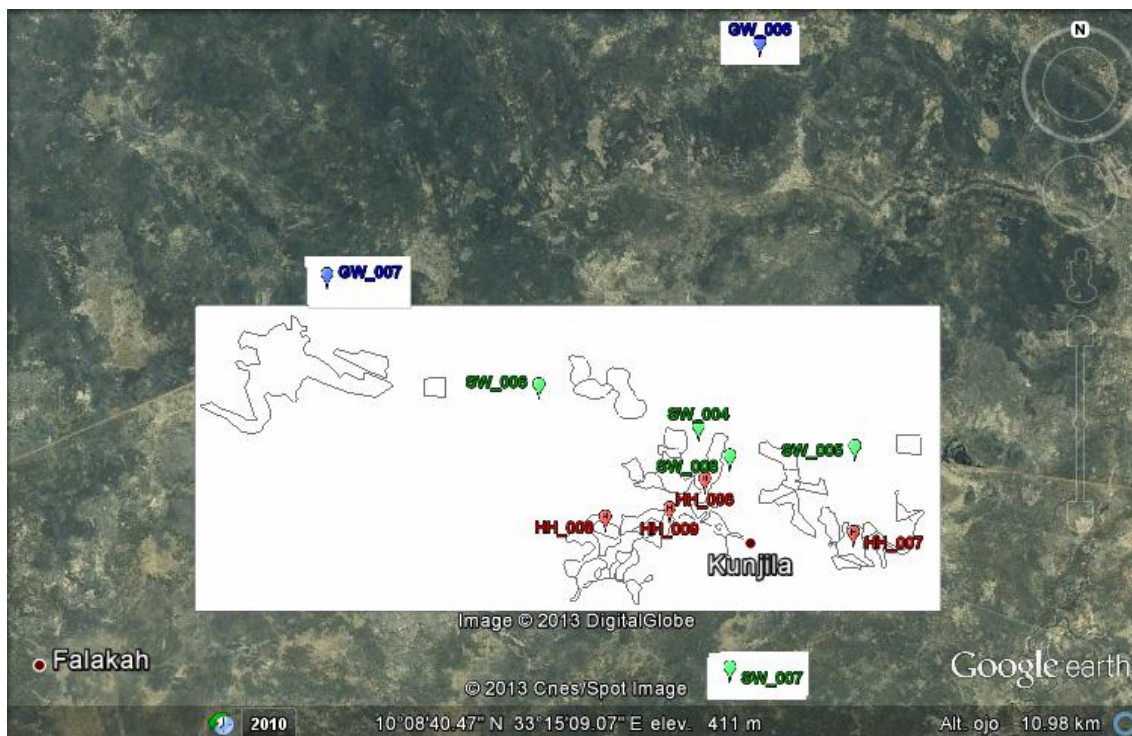 GW_006
N
GW_007
SW_006
SW_004
SW_005
SW_003
HH_006
HH_008
HH_009
HH_007
Kunjila
Image © 2013 DigitalGlobe
Falakah
Google earth
SW_007
© 2013 Cnes/Spot Image
2010
10°08'40.47" N 33°15'09.07" E elev. 411 m
Alt. ojo 10.98 km